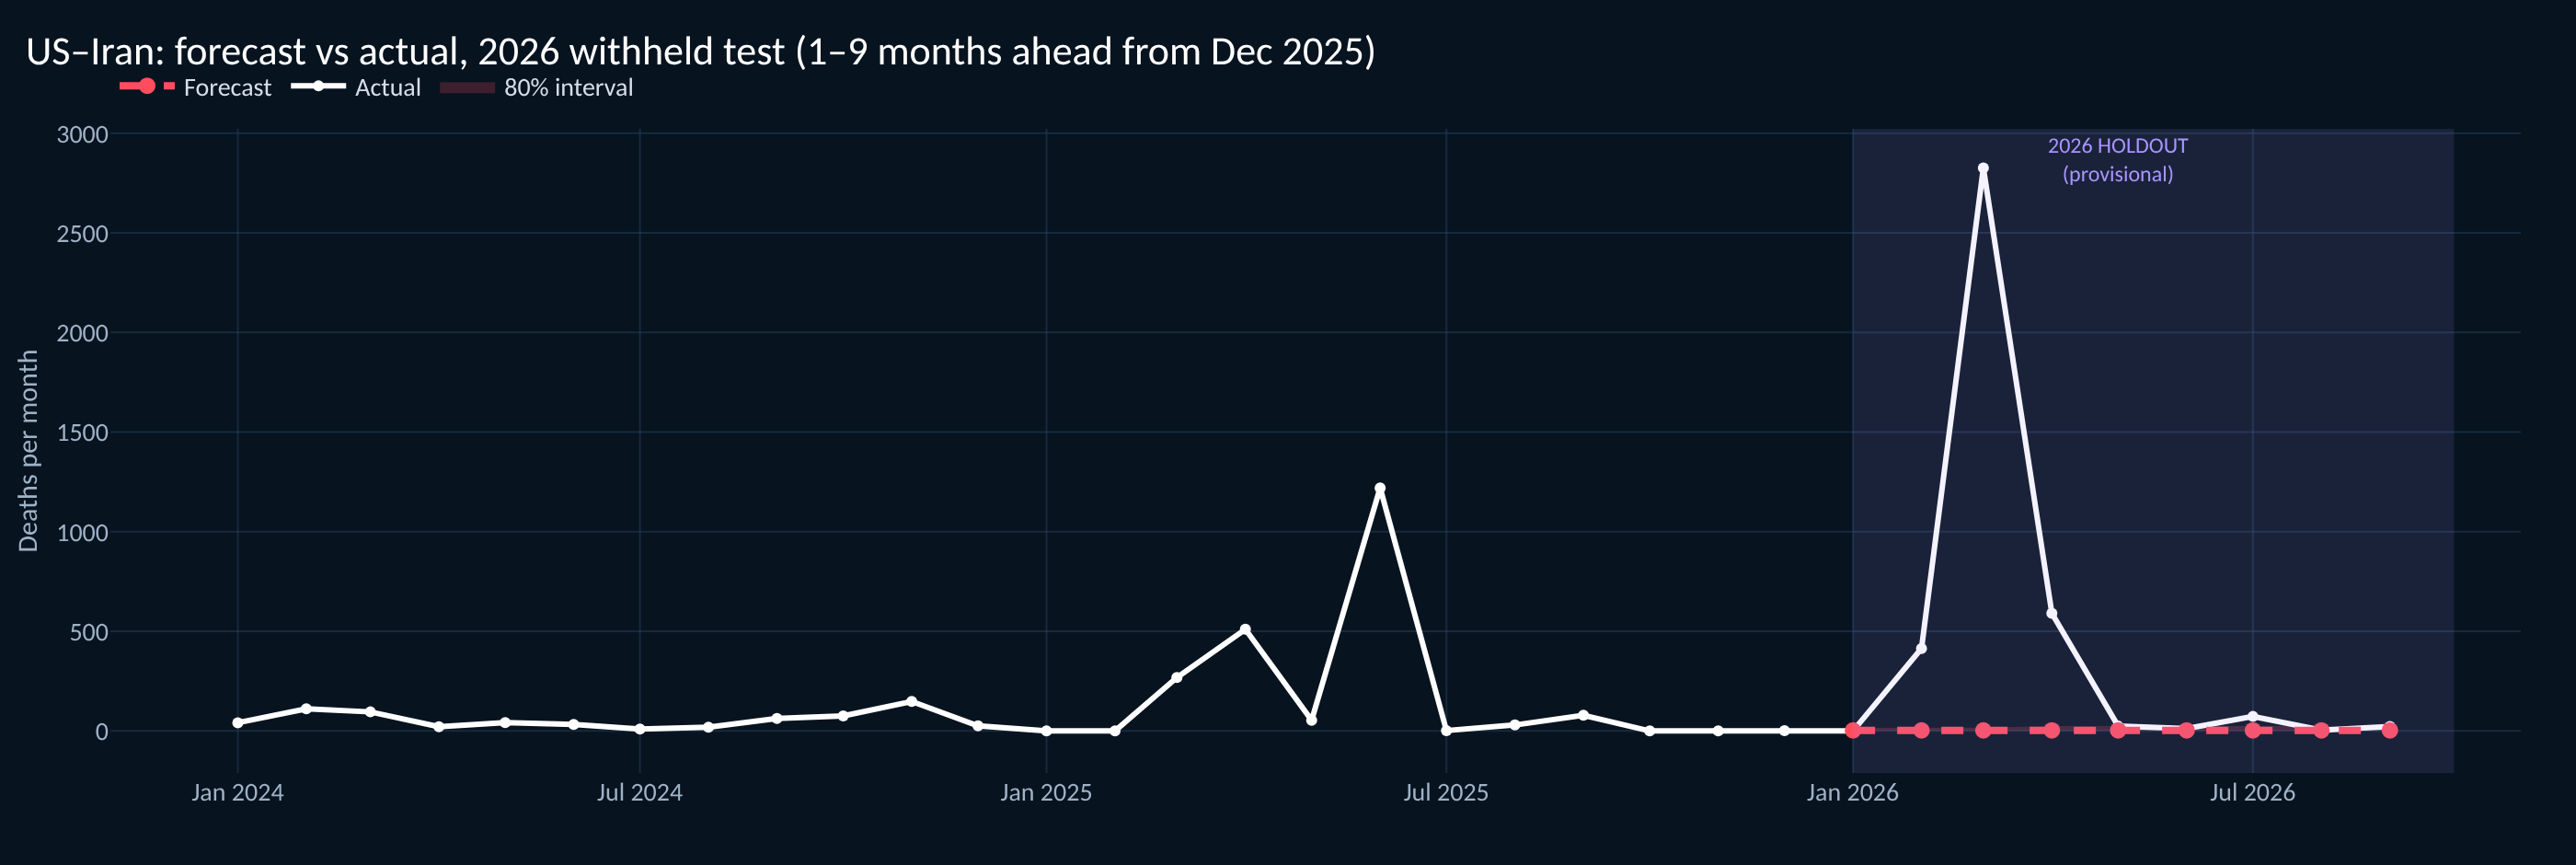 US–Iran: forecast vs actual, 2026 withheld test (1–9 months ahead from Dec 2025)
Forecast Actual 80% interval
2026 HOLDOUT
(provisional)
Deaths per month
3000
2500
2000
1500
1000
500
0
Jan 2024 Jul 2024 Jan 2025 Jul 2025 Jan 2026 Jul 2026